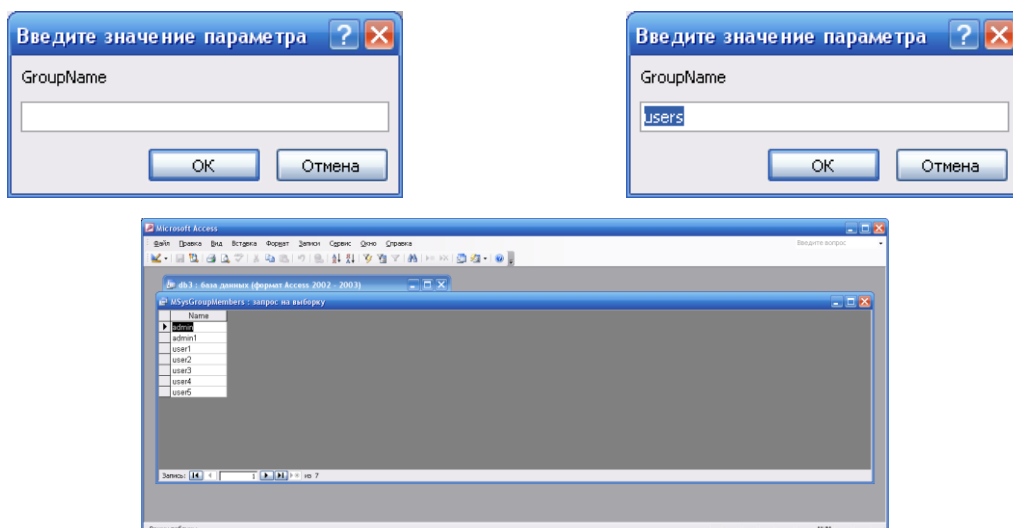 Введите значение параметра
GroupName
ОК
Отмена
Введите значение параметра
GroupName
users
ОК
Отмена
Microsoft Access
Файл Правка Вид Вставка Формат Записи Сервис Окно Справка
Введите вопрос
db3 : база данных (формат Access 2002 - 2003)
MSysGroupMembers : запрос на выборку
Name
admin
admin1
user1
user2
user3
user4
user5
Запись: 1 из 7